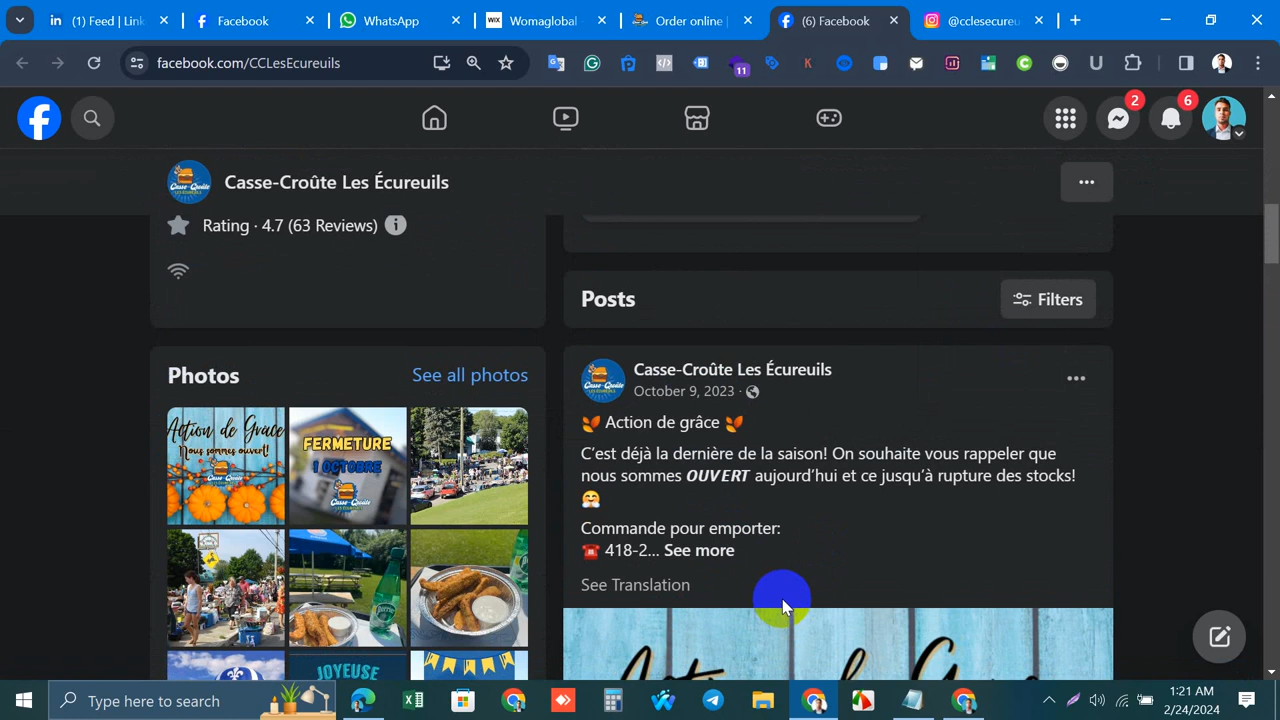 (1) Feed | Link
Facebook
WhatsApp
WIX
Womaglobal
Order online |
(6) Facebook
@cclesecureu
facebook.com/CCLesEcureuils
11
2
6
Casse-Croûte Les Écureuils
Rating · 4.7 (63 Reviews)
Posts
Filters
Photos
See all photos
Action de Grâce
Nous sommes ouvert!
FERMETURE
1 OCTOBRE
JOYEUSE
Casse-Croûte Les Écureuils
October 9, 2023 ·
Action de grâce
C'est déjà la dernière de la saison! On souhaite vous rappeler que
nous sommes OUVERT aujourd'hui et ce jusqu'à rupture des stocks!
Commande pour emporter:
418-2... See more
See Translation
Type here to search
1:21 AM
2/24/2024